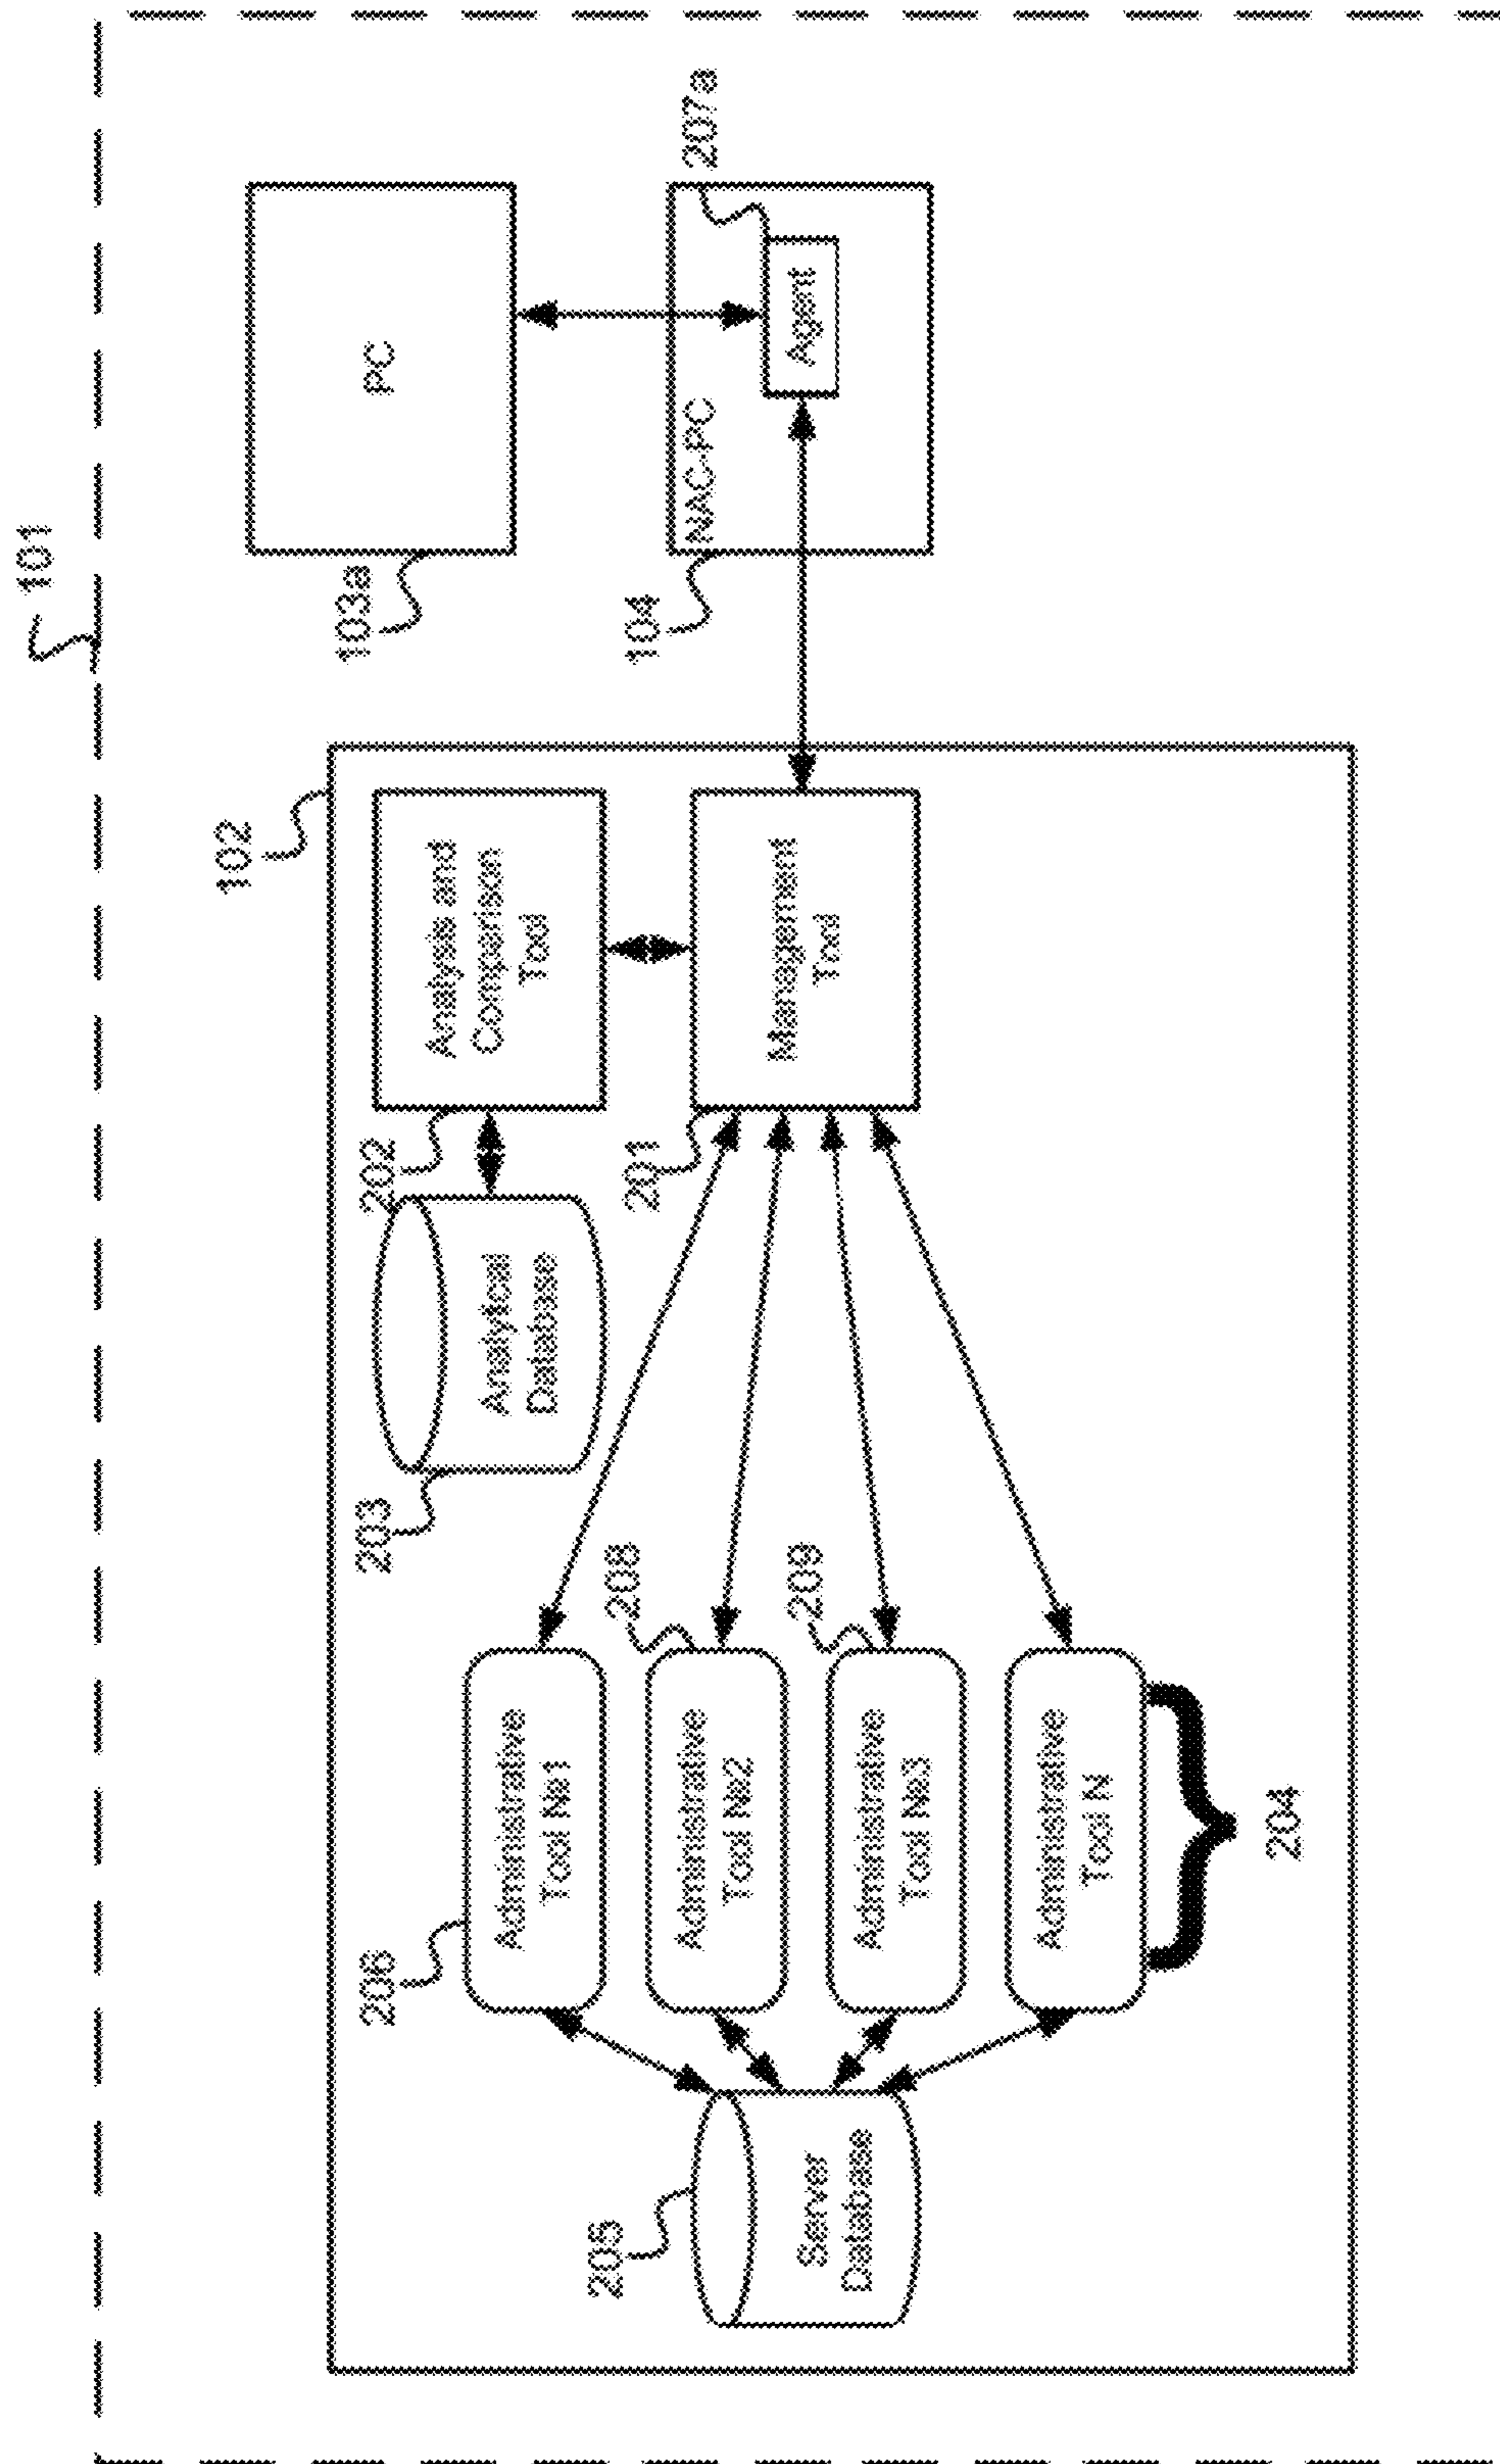 101
102
206
203
202
103a
PC
Analysis and
Comperison
Tool
Analytical
Database
Administrative
Tool №1
205
208
201
104
NAC-PC
207a
Administrative
Tool №2
Management
Tool
Agent
Server
Database
209
Administrative
Tool №3
Administrative
Tool N
204